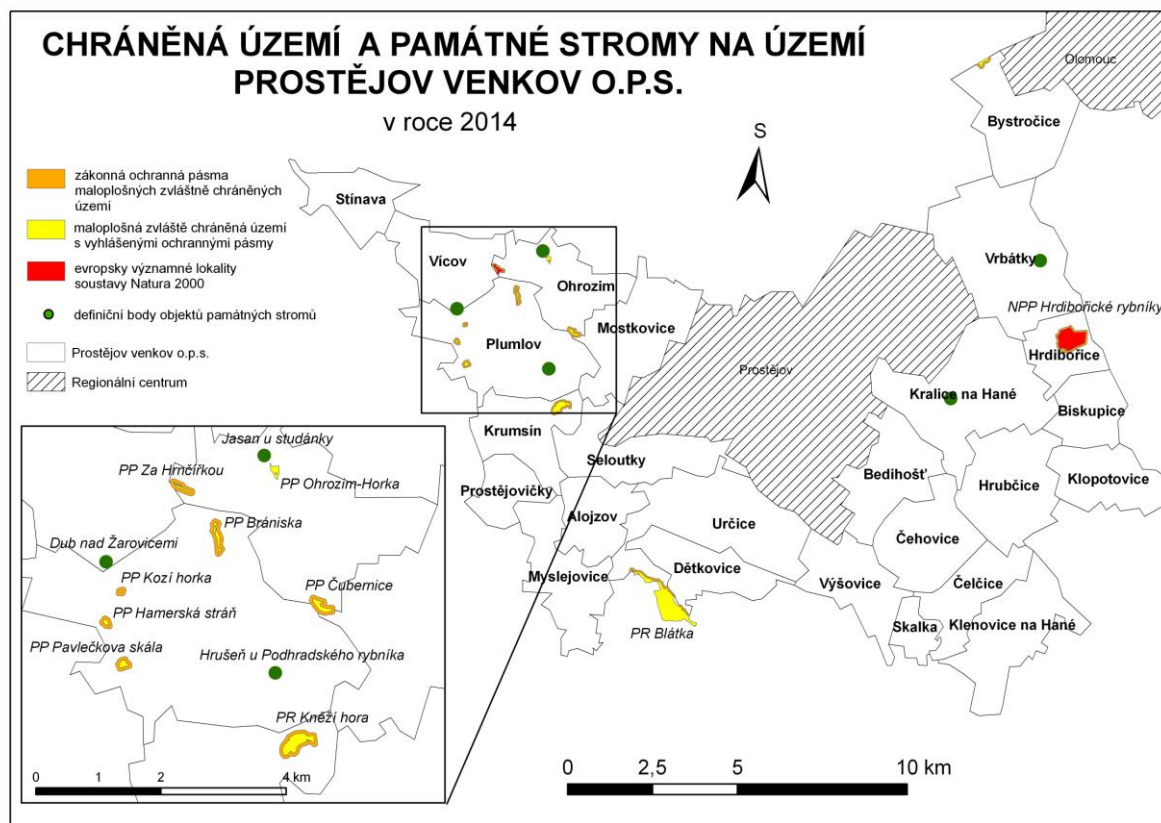 CHRÁNĚNÁ ÚZEMÍ A PAMÁTNÉ STROMY NA ÚZEMÍ
PROSTĚJOV VENKOV O.P.S.
v roce 2014
zákonná ochranná pásma
maloplošných zvláštně chráněných
území
maloplošná zvláště chráněná území
s vyhlášenými ochrannými pásmy
evropsky významné lokality
soustavy Natura 2000
definiční body objektů památných stromů
Prostějov venkov o.p.s.
Regionální centrum
S
Olomouc
Bystročice
Stínava
Vícov
Ohrozim
Vrbátky
NPP Hrdibořické rybníky
Mostkovice
Plumlov
Hrdibořice
Prostějov
Kralice na Hané
Biskupice
Krumsín
Seloutky
Bedihošť
Hrubčice
Klopotovice
Prostějovičky
Alojzov
Určice
Čehovice
Myslejovice
Dětkovice
Výšovice
Čelčice
PR Blátka
Skalka
Klenovice na Hané
Jasan u studánky
PP Za Hrnčířkou
PP Ohrozim-Horka
PP Brániska
Dub nad Žarovicemi
PP Kozí horka
PP Čubernice
PP Hamerská stráň
PP Pavlečkova skála
Hrušeň u Podhradského rybníka
PR Kněží hora
0 1 2 4 km
0 2,5 5 10 km